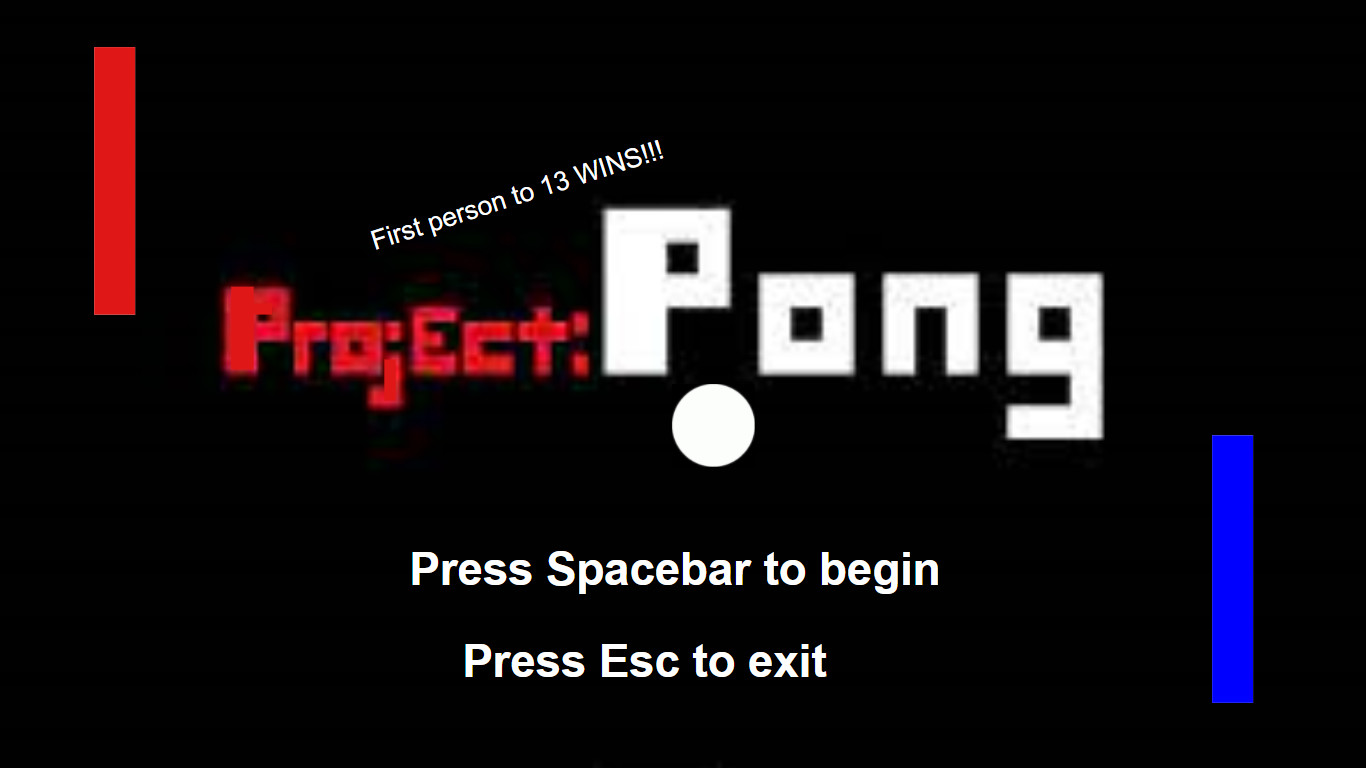 First person to 13 WINS!!!
Project: Pong
Press Spacebar to begin
Press Esc to exit